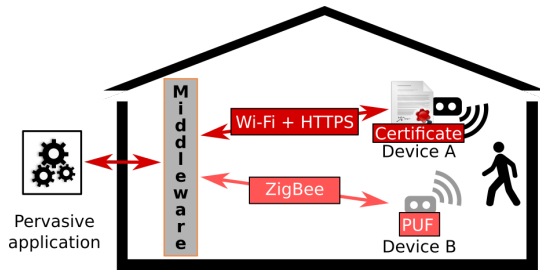 Middleware
Wi-Fi + HTTPS
Certificate
Device A
ZigBee
PUF
Device B
Pervasive
application